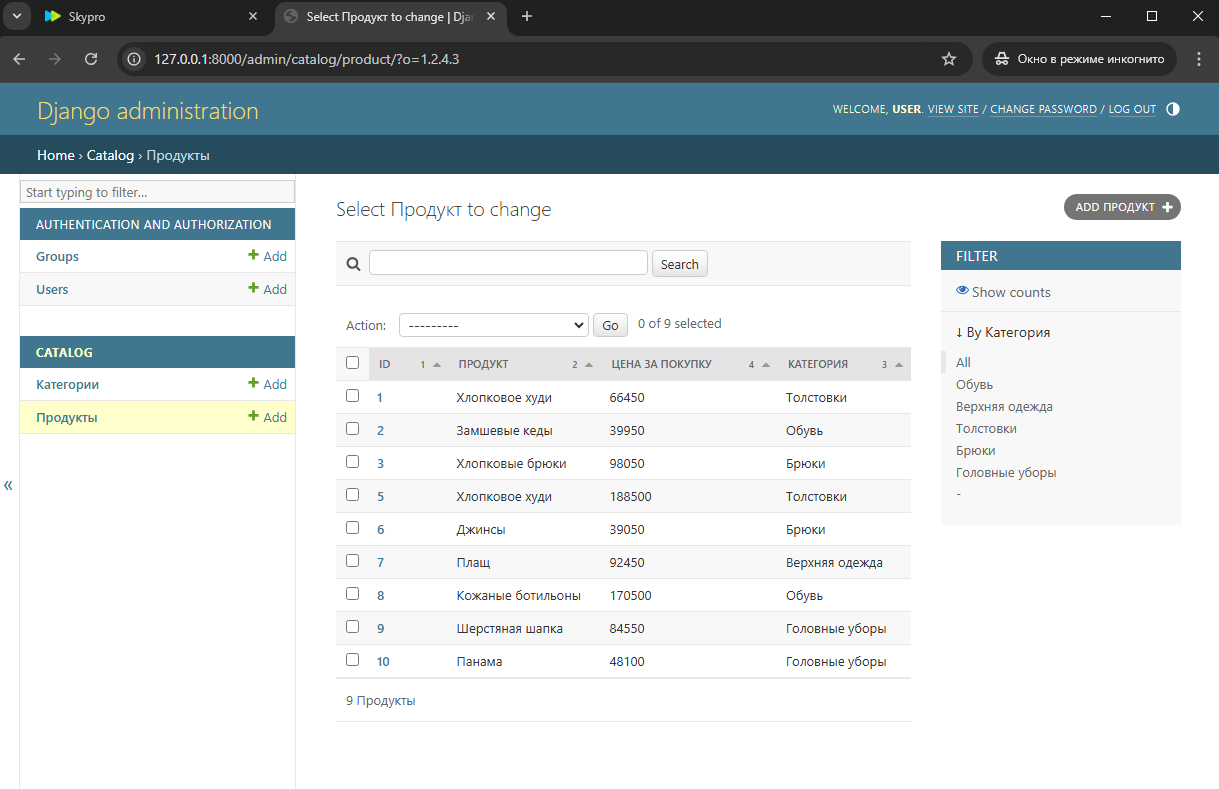 Skypro
Select Продукт to change | Dja
127.0.0.1:8000/admin/catalog/product/?o=1.2.4.3
Окно в режиме инкогнито
Django administration
WELCOME, USER. VIEW SITE / CHANGE PASSWORD / LOG OUT
Home › Catalog › Продукты
Start typing to filter...
AUTHENTICATION AND AUTHORIZATION
Groups + Add
Users + Add
CATALOG
Категории + Add
Продукты + Add
«
Select Продукт to change
ADD ПРОДУКТ +
Search
Action: --------- Go 0 of 9 selected
ID 1 ПРОДУКТ 2 ЦЕНА ЗА ПОКУПКУ 4 КАТЕГОРИЯ 3
1 Хлопковое худи 66450 Толстовки
2 Замшевые кеды 39950 Обувь
3 Хлопковые брюки 98050 Брюки
5 Хлопковое худи 188500 Толстовки
6 Джинсы 39050 Брюки
7 Плащ 92450 Верхняя одежда
8 Кожаные ботильоны 170500 Обувь
9 Шерстяная шапка 84550 Головные уборы
10 Панама 48100 Головные уборы
9 Продукты
FILTER
Show counts
↓ By Категория
All
Обувь
Верхняя одежда
Толстовки
Брюки
Головные уборы
-